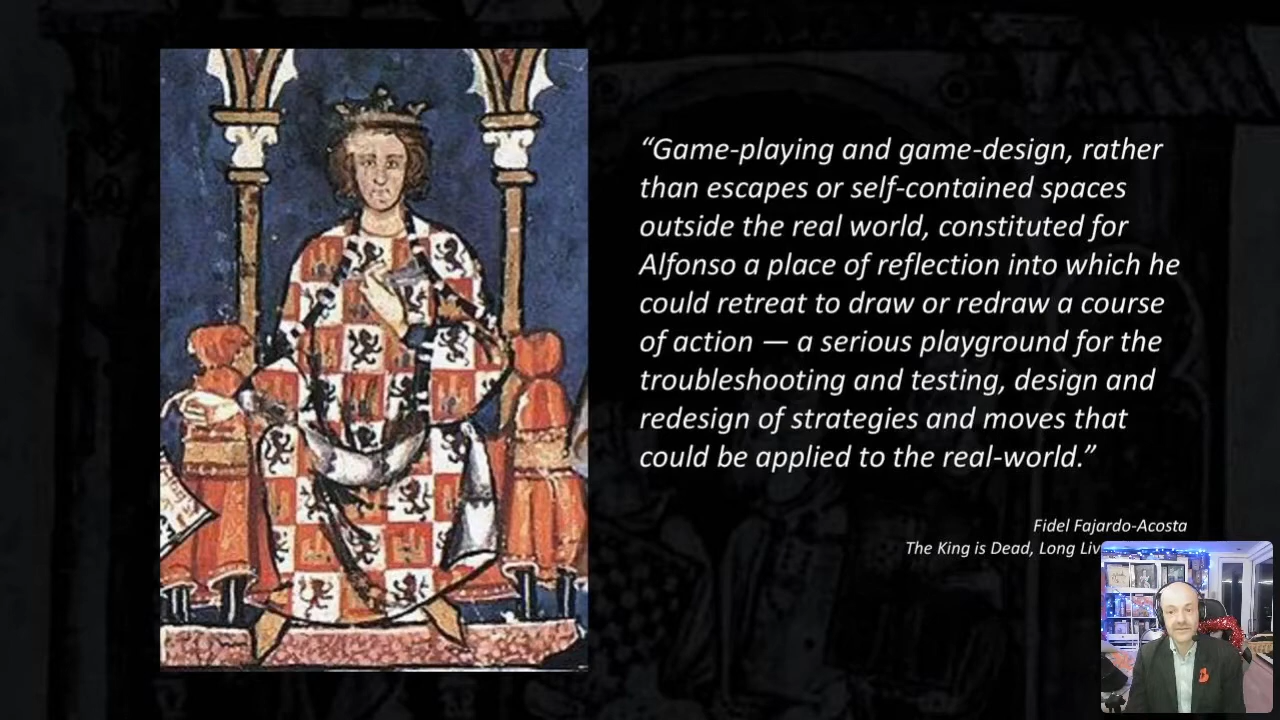 “Game-playing and game-design, rather
than escapes or self-contained spaces
outside the real world, constituted for
Alfonso a place of reflection into which he
could retreat to draw or redraw a course
of action — a serious playground for the
troubleshooting and testing, design and
redesign of strategies and moves that
could be applied to the real-world.”
Fidel Fajardo-Acosta
The King is Dead, Long